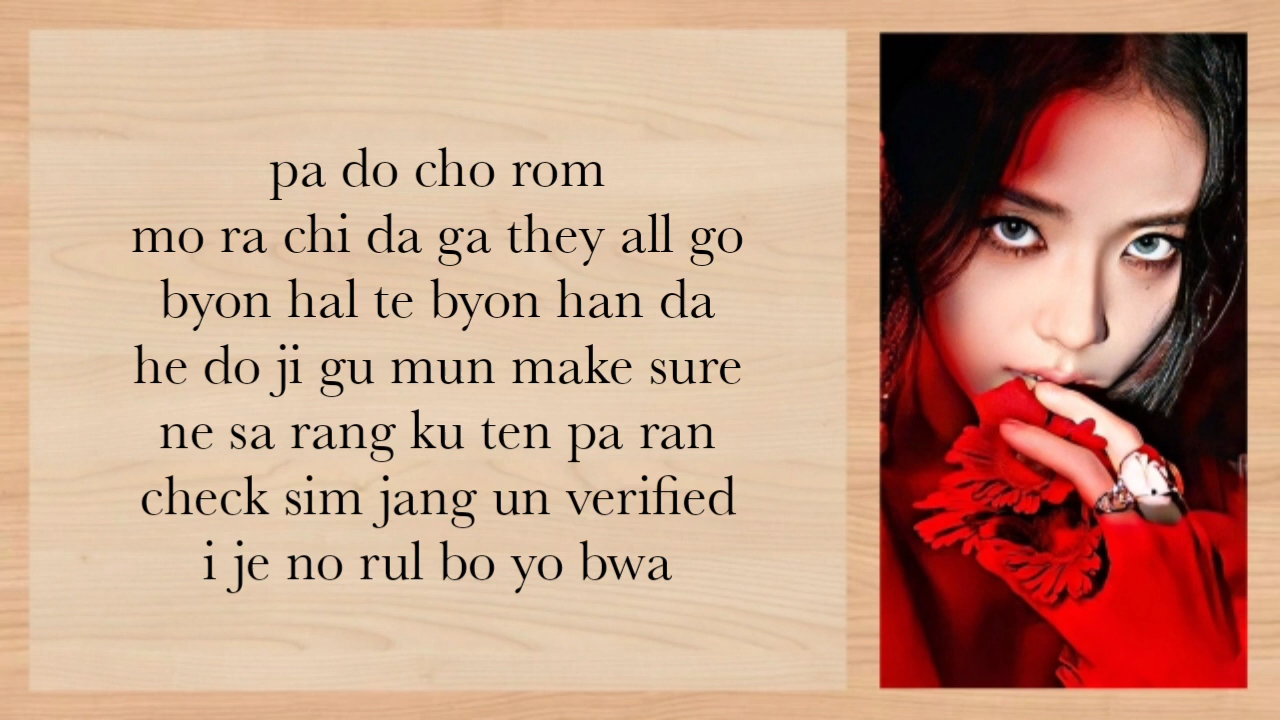 pa do cho rom
mo ra chi da ga they all go
byon hal te byon han da
he do ji gu mun make sure
ne sa rang ku ten pa ran
check sim jang un verified
i je no rul bo yo bwa